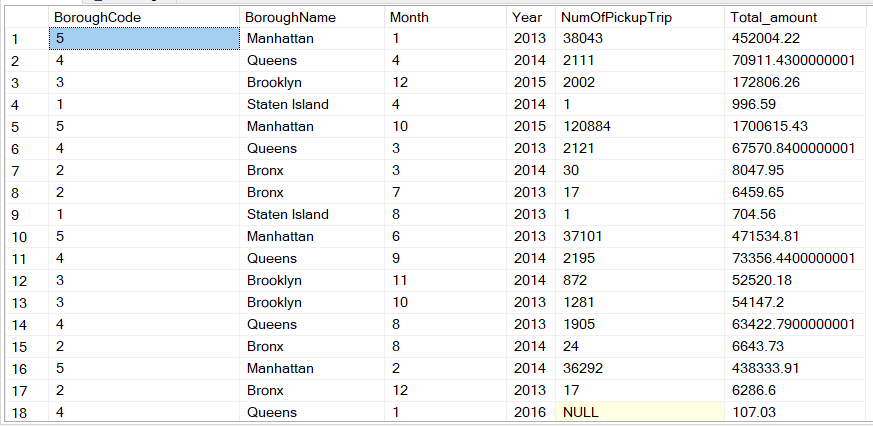 BoroughCode BoroughName Month Year NumOfPickupTrip Total_amount
1 5 Manhattan 1 2013 38043 452004.22
2 4 Queens 4 2014 2111 70911.4300000001
3 3 Brooklyn 12 2015 2002 172806.26
4 1 Staten Island 4 2014 1 996.59
5 5 Manhattan 10 2015 120884 1700615.43
6 4 Queens 3 2013 2121 67570.8400000001
7 2 Bronx 3 2014 30 8047.95
8 2 Bronx 7 2013 17 6459.65
9 1 Staten Island 8 2013 1 704.56
10 5 Manhattan 6 2013 37101 471534.81
11 4 Queens 9 2014 2195 73356.4400000001
12 3 Brooklyn 11 2014 872 52520.18
13 3 Brooklyn 10 2013 1281 54147.2
14 4 Queens 8 2013 1905 63422.7900000001
15 2 Bronx 8 2014 24 6643.73
16 5 Manhattan 2 2014 36292 438333.91
17 2 Bronx 12 2013 17 6286.6
18 4 Queens 1 2016 NULL 107.03